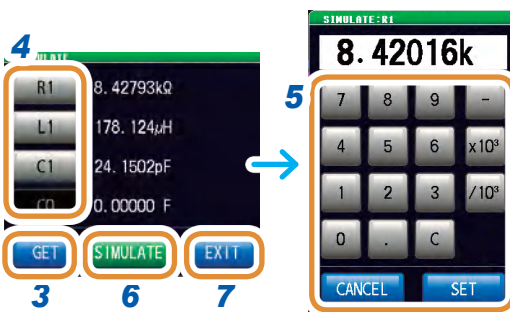 4
R1 8.42793kΩ
L1 178.124µH
C1 24.1502pF
C0 0.00000 F
GET SIMULATE EXIT
3 6 7
SIMULATE:R1
8.42016k
5
7 8 9 -
4 5 6 x10³
1 2 3 /10³
0 . C
CANCEL SET